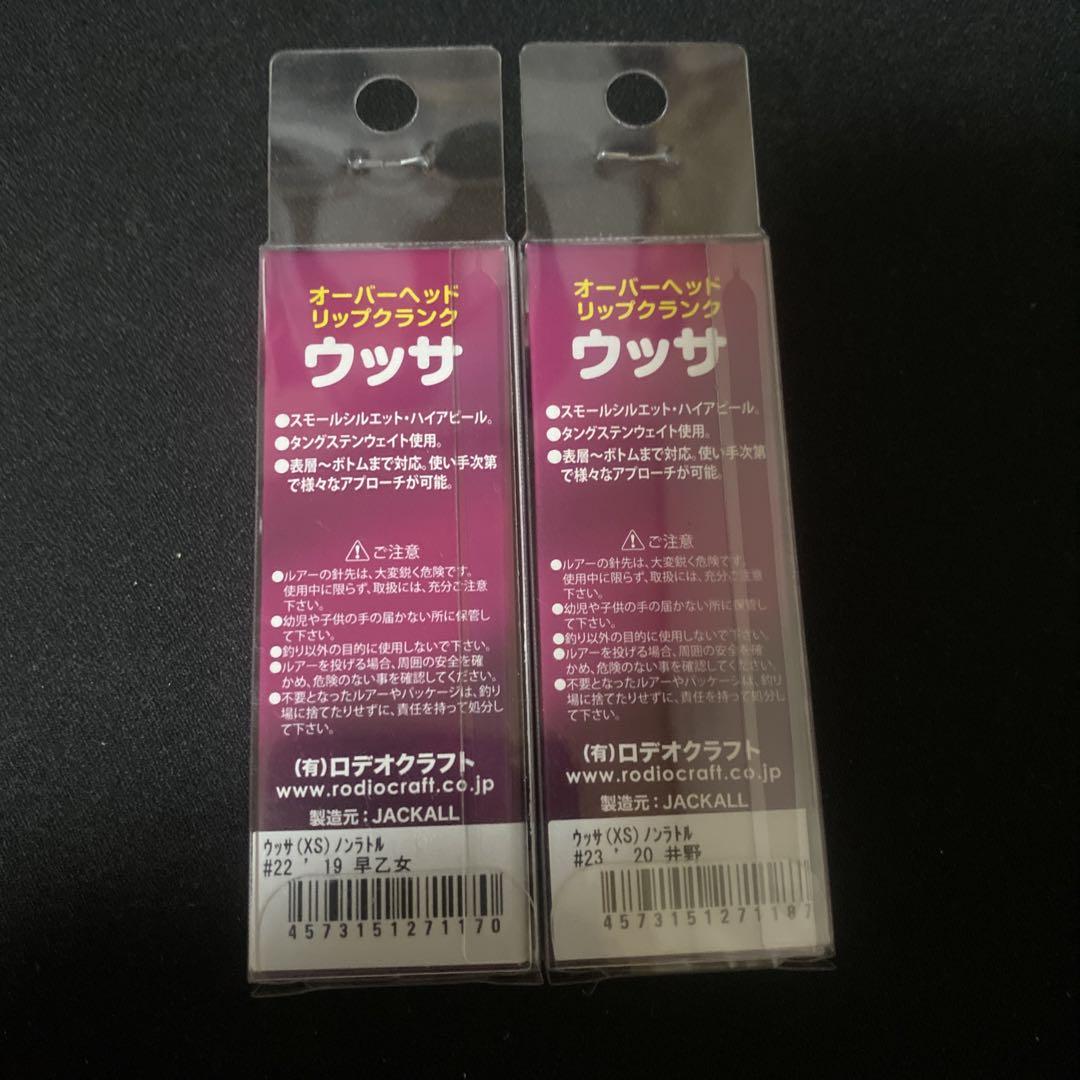 オーバーヘッド
リップクランク
ウッサ
●スモールシルエット・ハイアピール。
●タングステンウェイト使用。
●表層～ボトムまで対応。使い手次第
で様々なアプローチが可能。
⚠ご注意
●ルアーの針先は、大変鋭く危険です。
使用中に限らず、取扱には、充分ご注意
下さい。
●幼児や子供の手の届かない所に保管し
て下さい。
●釣り以外の目的に使用しないで下さい。
●ルアーを投げる場合、周囲の安全を確
かめ、危険のない事を確認してください。
●不要となったルアーやパッケージは、釣り
場に捨てたりせずに、責任を持って処分し
て下さい。
(有)ロデオクラフト
www.rodiocraft.co.jp
製造元：JACKALL
ウッサ(XS)ノンラトル
#22 ’ 19 早乙女
4573151271170
オーバーヘッド
リップクランク
ウッサ
●スモールシルエット・ハイアピール。
●タングステンウェイト使用。
●表層～ボトムまで対応。使い手次第
で様々なアプローチが可能。
⚠ご注意
●ルアーの針先は、大変鋭く危険です。
使用中に限らず、取扱には、充分ご注意
下さい。
●幼児や子供の手の届かない所に保管し
て下さい。
●釣り以外の目的に使用しないで下さい。
●ルアーを投げる場合、周囲の安全を確
かめ、危険のない事を確認してください。
●不要となったルアーやパッケージは、釣り
場に捨てたりせずに、責任を持って処分し
て下さい。
(有)ロデオクラフト
www.rodiocraft.co.jp
製造元：JACKALL
ウッサ(XS)ノンラトル
#23 ’ 20 井野
4573151271187